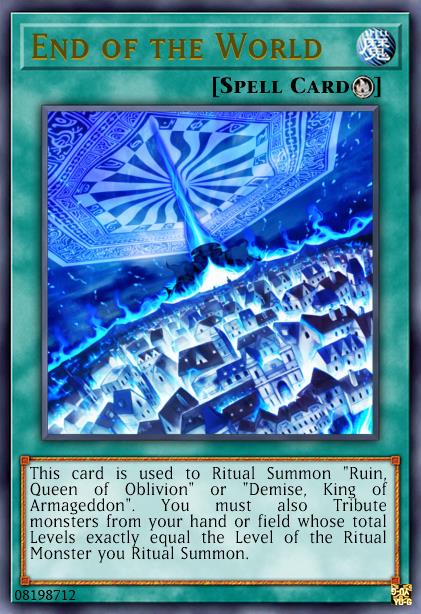 End of the World
[Spell Card]
This card is used to Ritual Summon "Ruin,
Queen of Oblivion" or "Demise, King of
Armageddon". You must also Tribute
monsters from your hand or field whose total
Levels exactly equal the Level of the Ritual
Monster you Ritual Summon.
08198712